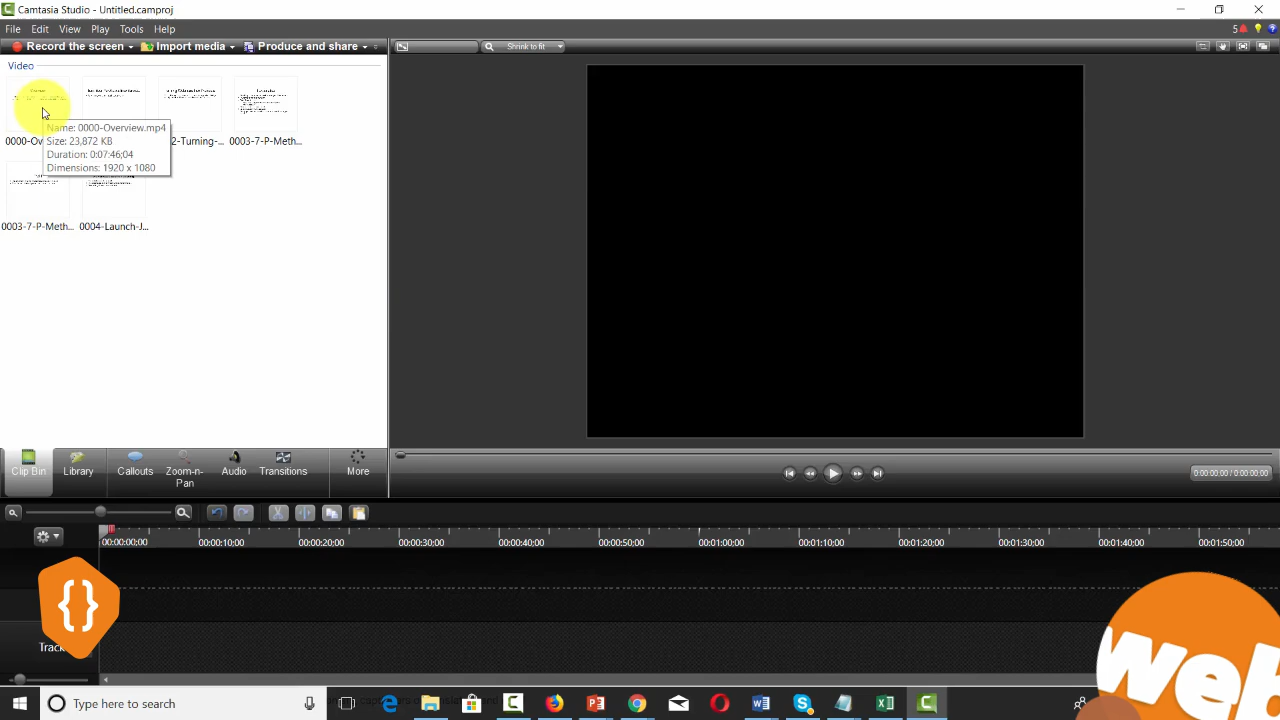 Camtasia Studio - Untitled.camproj
File Edit View Play Tools Help
5
Record the screen Import media Produce and share
Shrink to fit
Video
0000-Ov
2-Turning-...
0003-7-P-Meth...
Name: 0000-Overview.mp4
Size: 23,872 KB
Duration: 0:07:46;04
Dimensions: 1920 x 1080
0003-7-P-Meth... 0004-Launch-J...
Clip Bin Library Callouts Zoom-n-Pan Audio Transitions More
0:00:00;00 / 0:00:00;00
00:00:00;00 00:00:10;00 00:00:20;00 00:00:30;00 00:00:40;00 00:00:50;00 00:01:00;00 00:01:10;00 00:01:20;00 00:01:30;00 00:01:40;00 00:01:50;00
{}
Track
Web
Type here to search